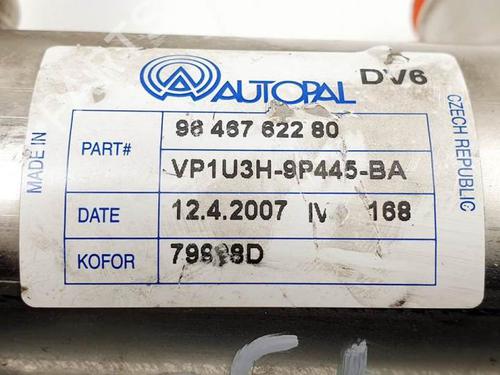 AUTOPAL DV6
MADE IN
CZECH REPUBLIC
PART#
96 467 622 80
VP1U3H-9P445-BA
DATE 12.4.2007 IV 168
KOFOR